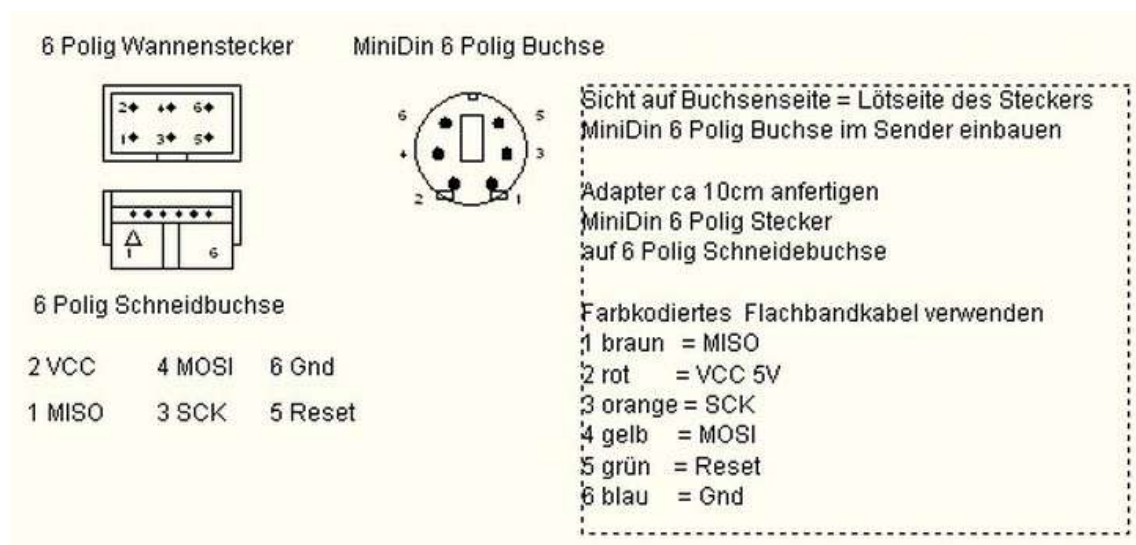 6 Polig Wannenstecker
MiniDin 6 Polig Buchse
2 4 6
1 3 5
6 5
4 3
2 1
1 6
6 Polig Schneidbuchse
2 VCC 4 MOSI 6 Gnd
1 MISO 3 SCK 5 Reset
Sicht auf Buchsenseite = Lötseite des Steckers
MiniDin 6 Polig Buchse im Sender einbauen
Adapter ca 10cm anfertigen
MiniDin 6 Polig Stecker
auf 6 Polig Schneidebuchse
Farbkodiertes Flachbandkabel verwenden
1 braun = MISO
2 rot = VCC 5V
3 orange = SCK
4 gelb = MOSI
5 grün = Reset
6 blau = Gnd